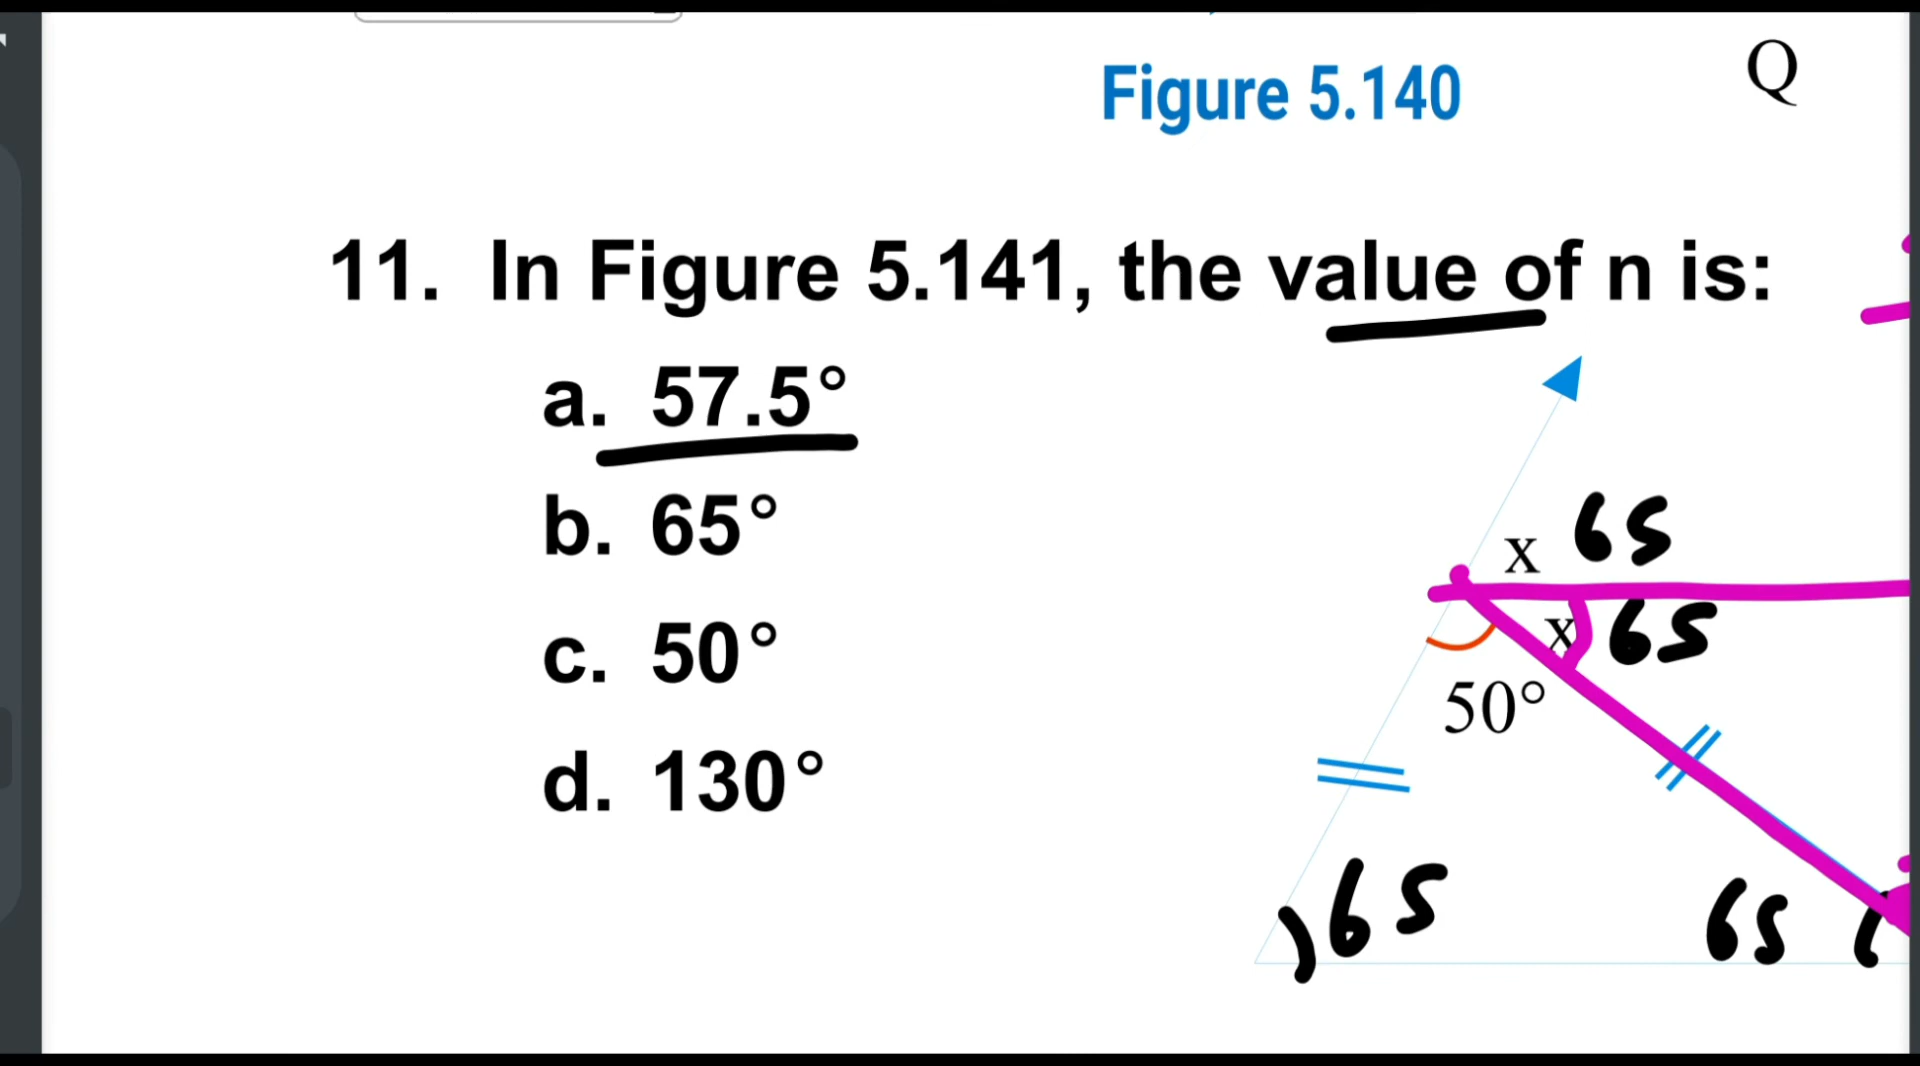 Figure 5.140
Q
11. In Figure 5.141, the value of n is:
a. 57.5°
b. 65°
c. 50°
d. 130°
x 65
x 65
50°
65
65